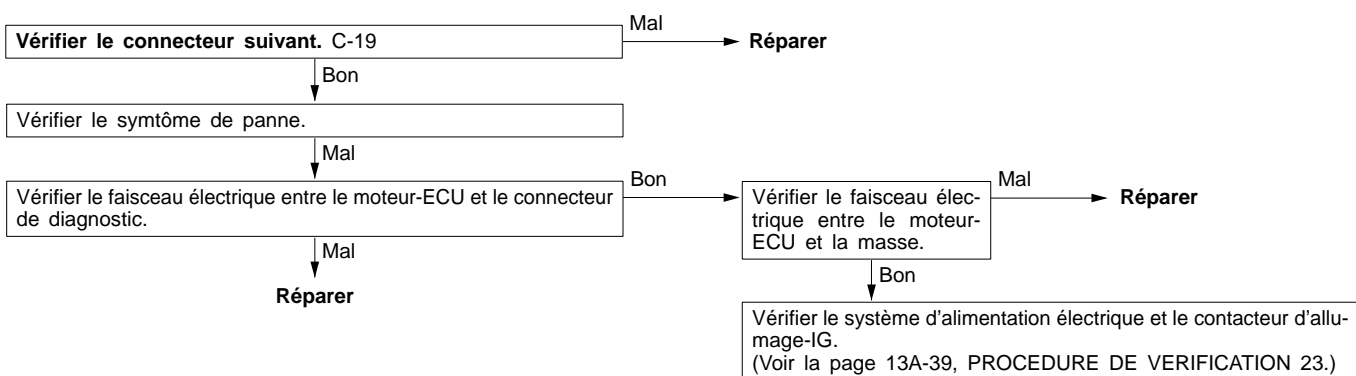 Vérifier le connecteur suivant. C-19
Mal
Réparer
Bon
Vérifier le symtôme de panne.
Mal
Vérifier le faisceau électrique entre le moteur-ECU et le connecteur
de diagnostic.
Bon
Vérifier le faisceau élec-
trique entre le moteur-
ECU et la masse.
Mal
Réparer
Mal
Réparer
Bon
Vérifier le système d'alimentation électrique et le contacteur d'allu-
mage-IG.
(Voir la page 13A-39, PROCEDURE DE VERIFICATION 23.)